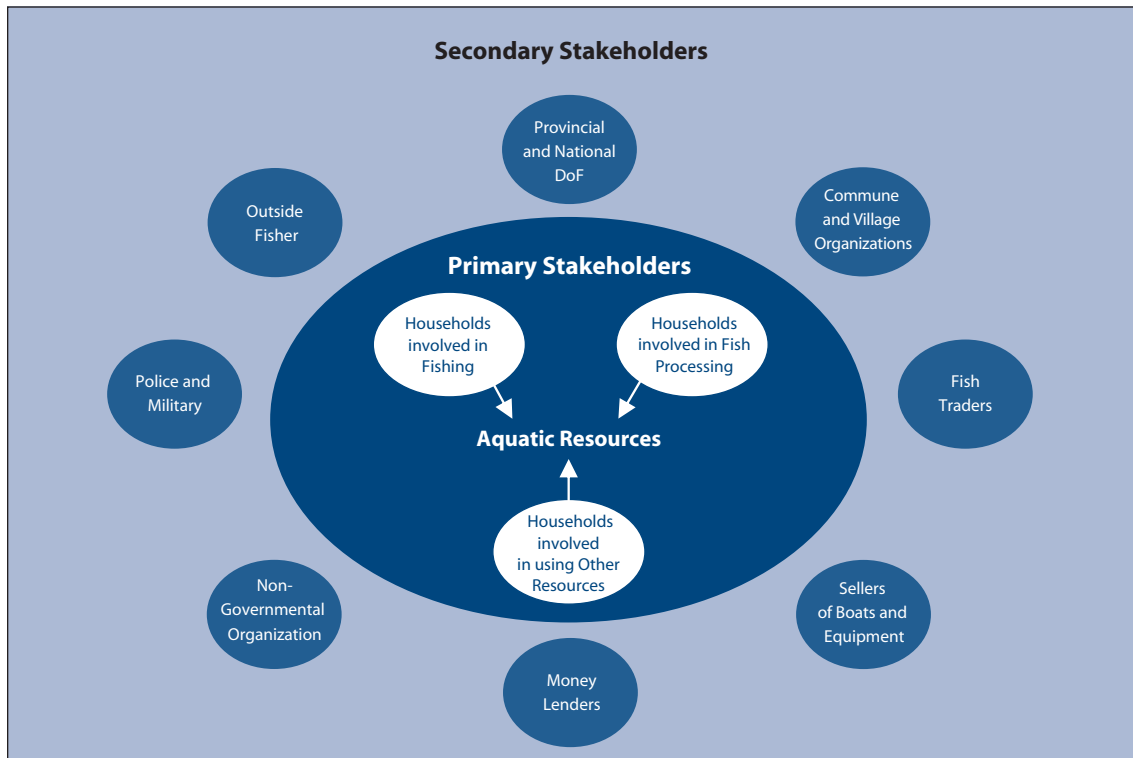 Secondary Stakeholders
Provincial
and National
DoF
Outside
Fisher
Commune
and Village
Organizations
Primary Stakeholders
Households
involved in
Fishing
Households
involved in Fish
Processing
Police and
Military
Fish
Traders
Aquatic Resources
Households
involved
in using Other
Resources
Non-
Governmental
Organization
Sellers
of Boats and
Equipment
Money
Lenders